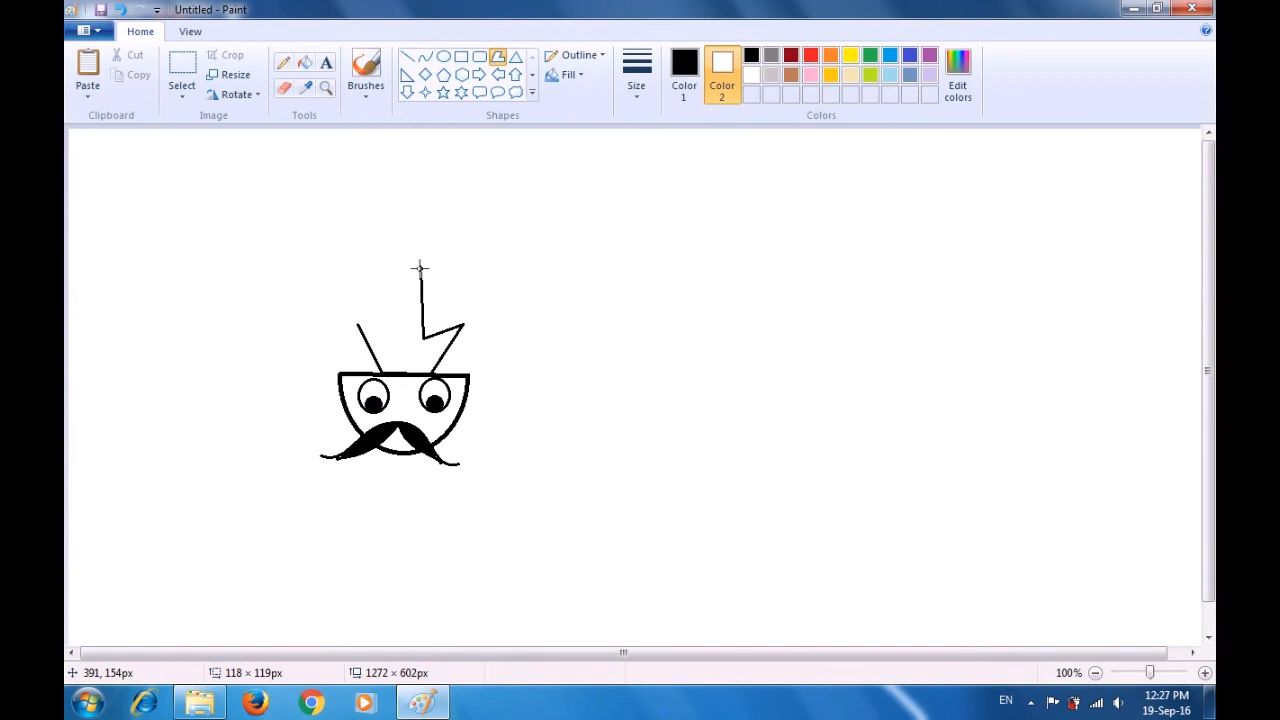 Untitled - Paint
Home View
Paste
Cut
Copy
Clipboard
Select
Crop
Resize
Rotate
Image
A
Tools
Brushes
Shapes
Outline
Fill
Size
Color 1
Color 2
Edit colors
Colors
391, 154px
118 × 119px
1272 × 602px
100%
EN
12:27 PM
19-Sep-16